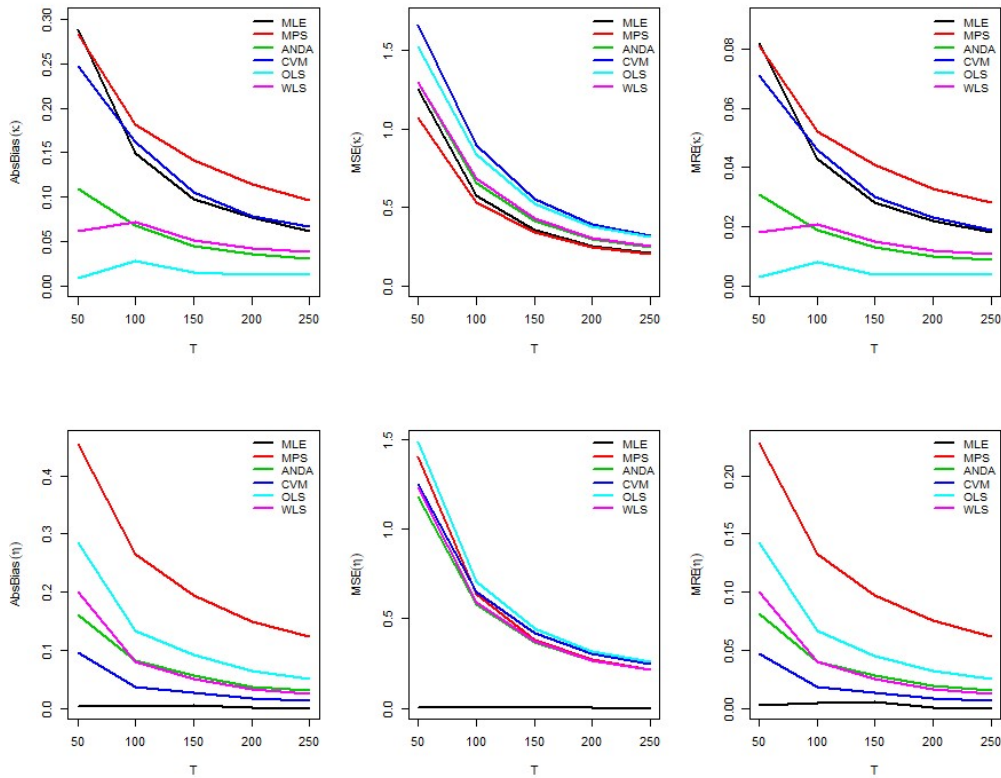 AbsBias(κ)
0.00 0.05 0.10 0.15 0.20 0.25 0.30
MLE
MPS
ANDA
CVM
OLS
WLS
50 100 150 200 250
T
MSE(κ)
0.0 0.5 1.0 1.5
MLE
MPS
ANDA
CVM
OLS
WLS
50 100 150 200 250
T
MRE(κ)
0.00 0.02 0.04 0.06 0.08
MLE
MPS
ANDA
CVM
OLS
WLS
50 100 150 200 250
T
AbsBias(η)
0.0 0.1 0.2 0.3 0.4
MLE
MPS
ANDA
CVM
OLS
WLS
50 100 150 200 250
T
MSE(η)
0.0 0.5 1.0 1.5
MLE
MPS
ANDA
CVM
OLS
WLS
50 100 150 200 250
T
MRE(η)
0.00 0.05 0.10 0.15 0.20
MLE
MPS
ANDA
CVM
OLS
WLS
50 100 150 200 250
T